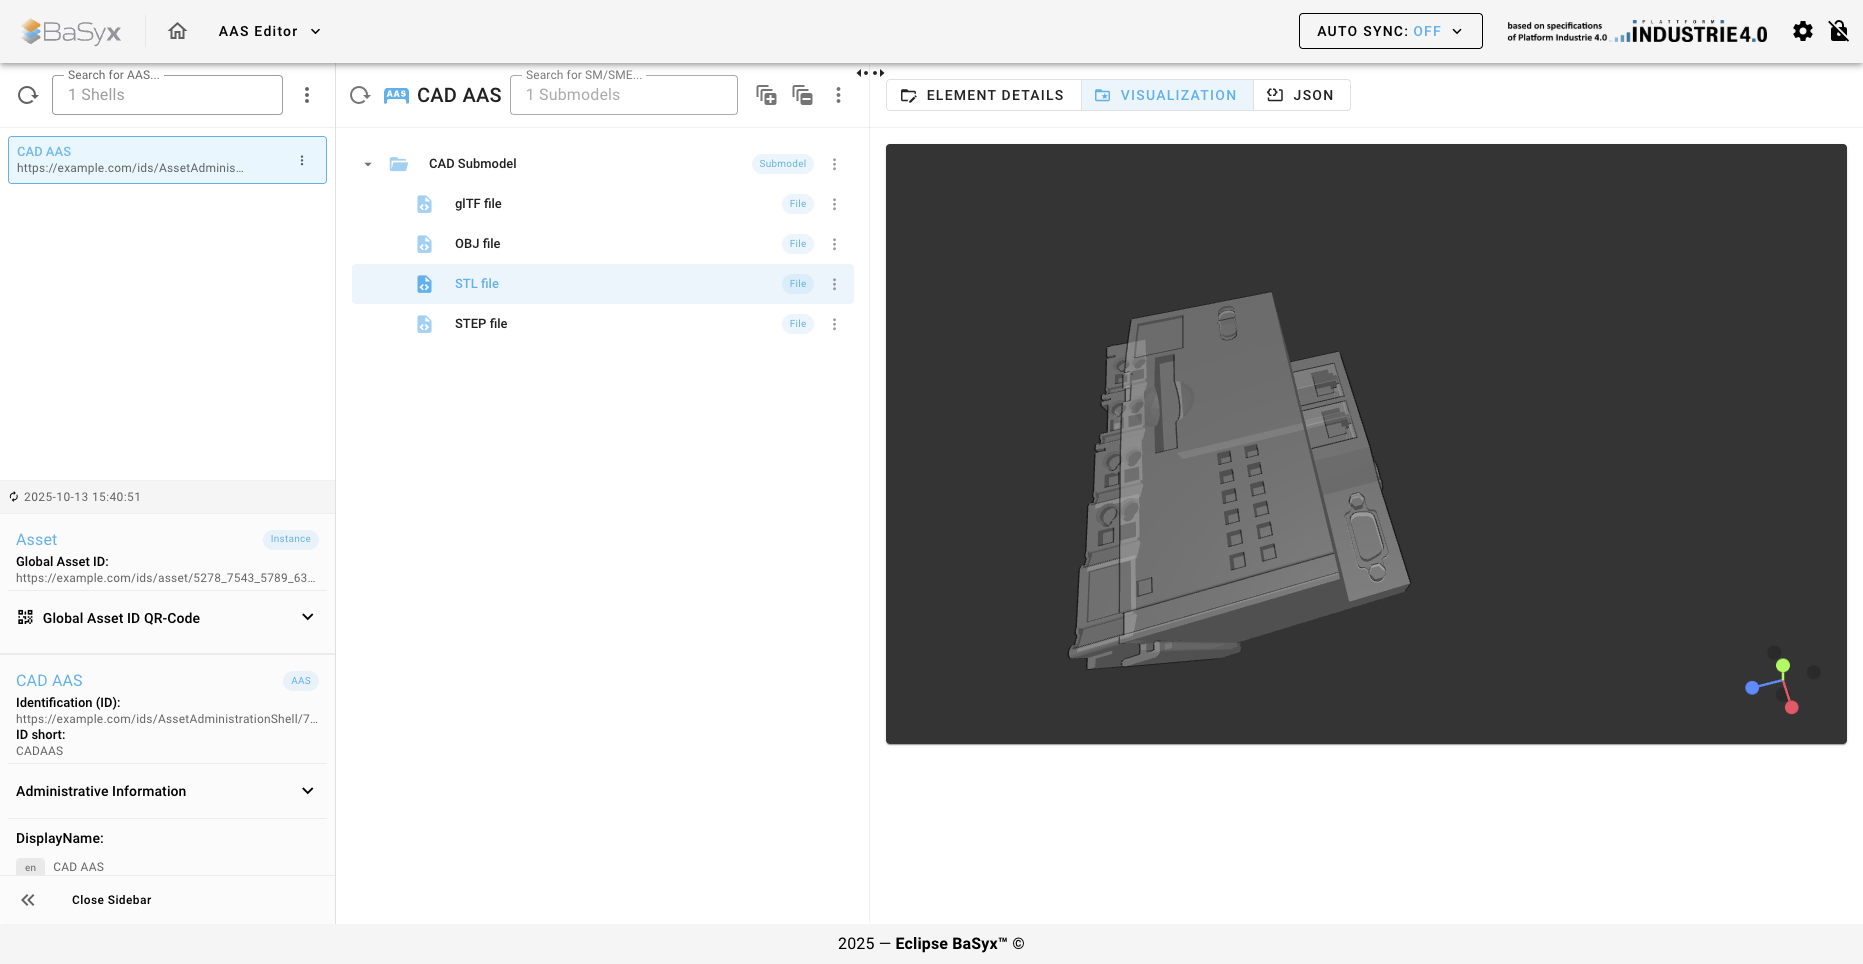 BaSyx
AAS Editor
AUTO SYNC: OFF
based on specifications
of Platform Industrie 4.0
PLATTFORM
INDUSTRIE4.0
Search for AAS...
1 Shells
CAD AAS
https://example.com/ids/AssetAdminis...
2025-10-13 15:40:51
Asset
Instance
Global Asset ID:
https://example.com/ids/asset/5278_7543_5789_63...
Global Asset ID QR-Code
CAD AAS
AAS
Identification (ID):
https://example.com/ids/AssetAdministrationShell/7...
ID short:
CADAAS
Administrative Information
DisplayName:
en CAD AAS
Close Sidebar
AAS CAD AAS
Search for SM/SME...
1 Submodels
CAD Submodel
Submodel
glTF file
File
OBJ file
File
STL file
File
STEP file
File
ELEMENT DETAILS
VISUALIZATION
JSON
2025 — Eclipse BaSyx™ ©